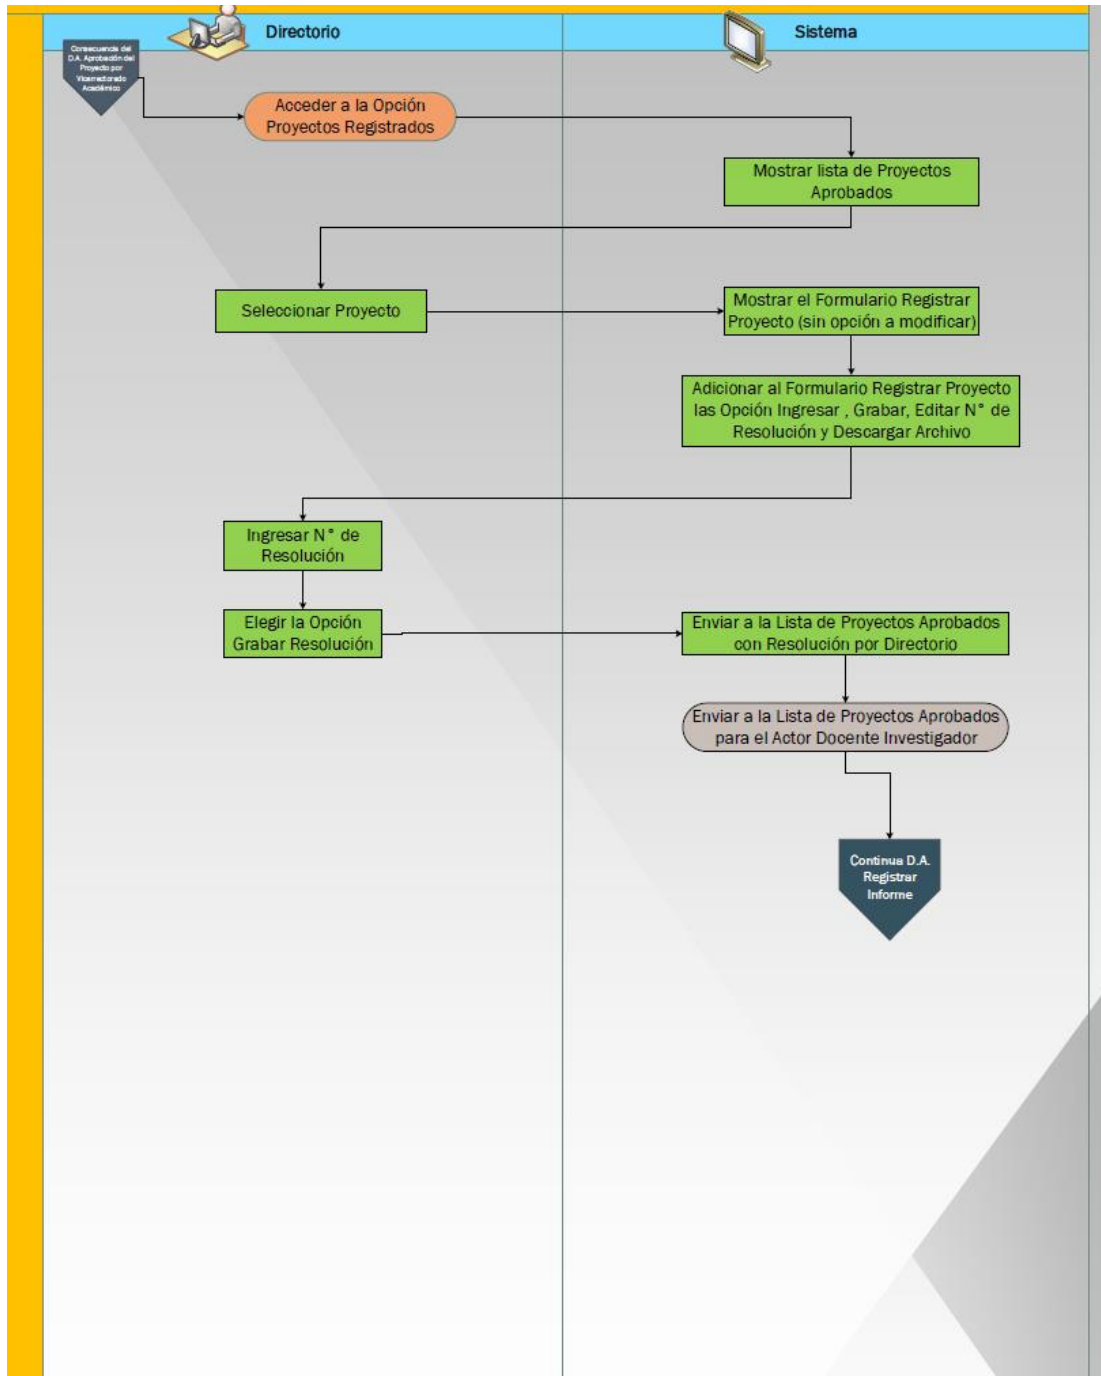 Directorio
Sistema
Consecuencia del
D.A. Aprobación del
Proyecto por
Vicerrectorado
Académico
Acceder a la Opción
Proyectos Registrados
Mostrar lista de Proyectos
Aprobados
Seleccionar Proyecto
Mostrar el Formulario Registrar
Proyecto (sin opción a modificar)
Adicionar al Formulario Registrar Proyecto
las Opción Ingresar , Grabar, Editar N° de
Resolución y Descargar Archivo
Ingresar N° de
Resolución
Elegir la Opción
Grabar Resolución
Enviar a la Lista de Proyectos Aprobados
con Resolución por Directorio
Enviar a la Lista de Proyectos Aprobados
para el Actor Docente Investigador
Continua D.A.
Registrar
Informe